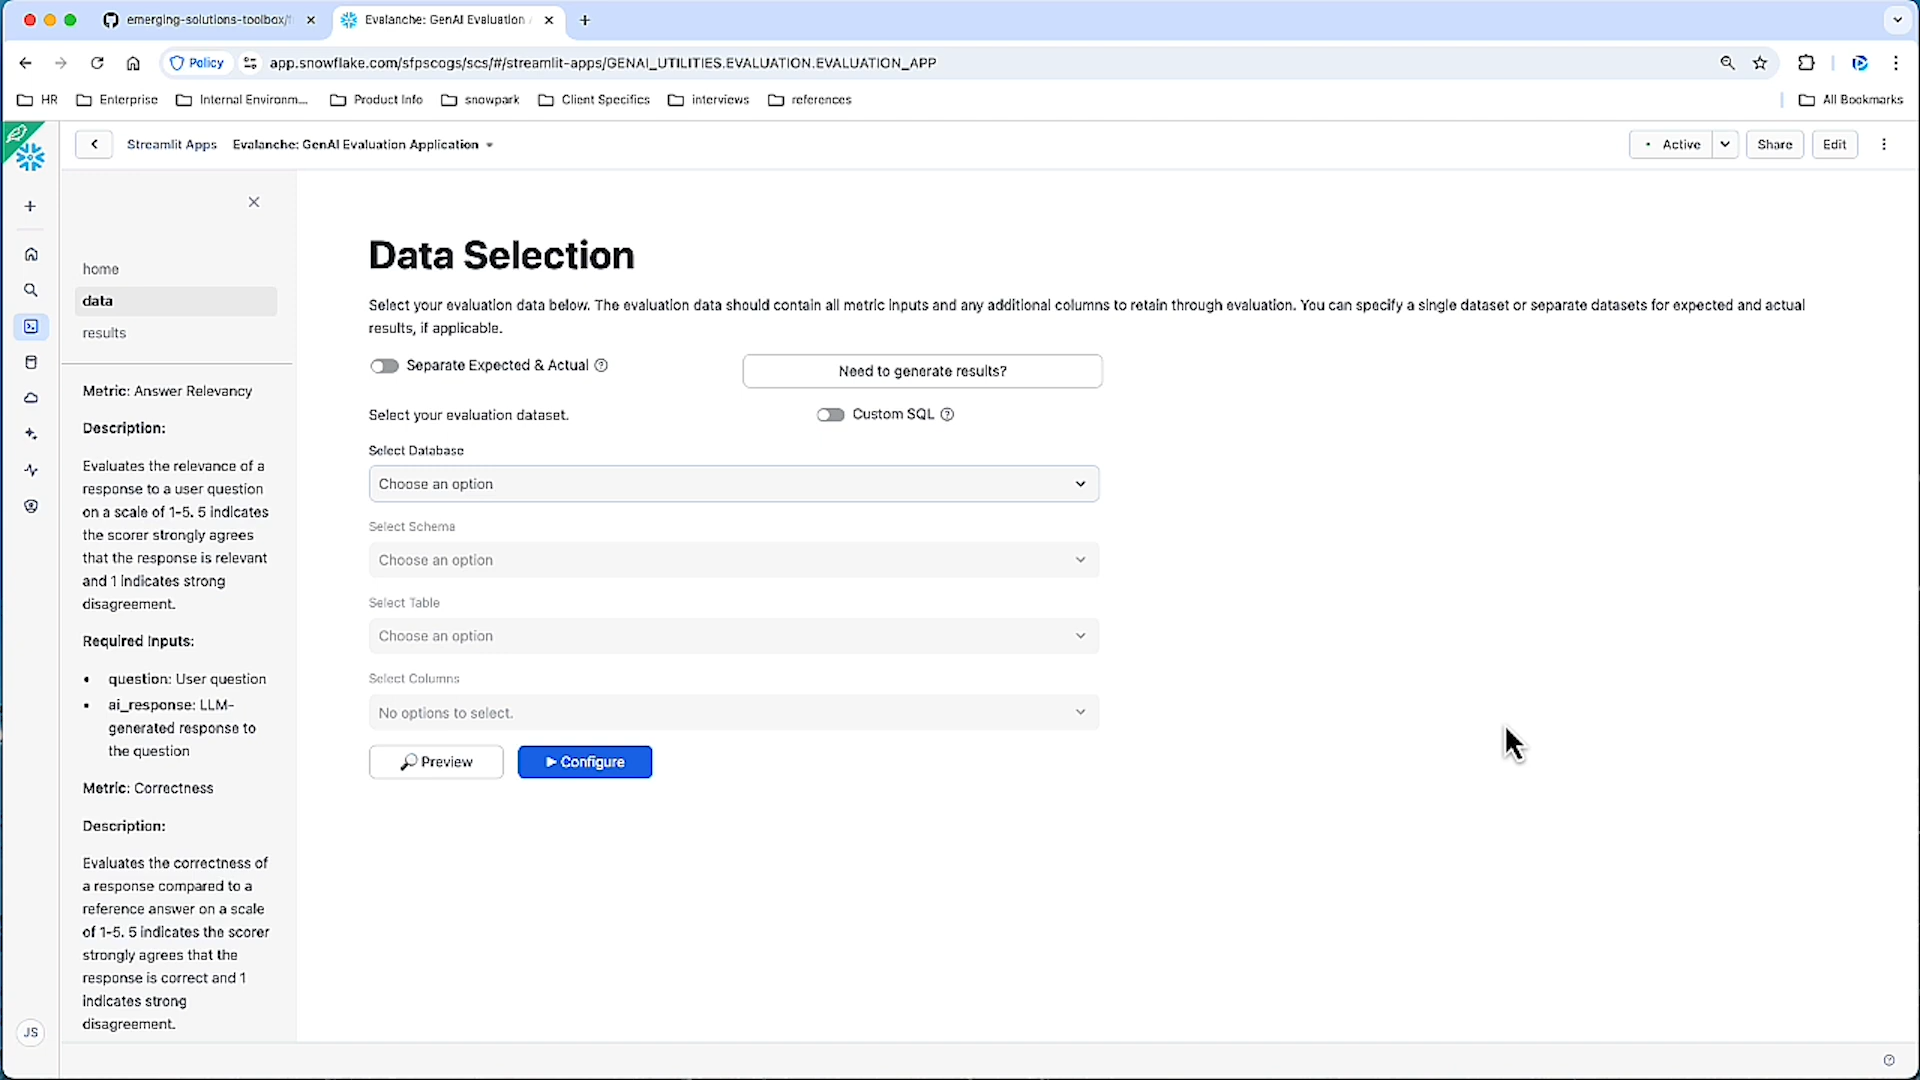 emerging-solutions-toolbox/
Evalanche: GenAI Evaluation
Policy
app.snowflake.com/sfpscogs/scs/#/streamlit-apps/GENAI_UTILITIES.EVALUATION.EVALUATION_APP
HR
Enterprise
Internal Environm...
Product Info
snowpark
Client Specifics
interviews
references
All Bookmarks
Streamlit Apps
Evalanche: GenAI Evaluation Application
Active
Share
Edit
home
data
results
Metric: Answer Relevancy
Description:
Evaluates the relevance of a
response to a user question
on a scale of 1-5. 5 indicates
the scorer strongly agrees
that the response is relevant
and 1 indicates strong
disagreement.
Required Inputs:
• question: User question
• ai_response: LLM-
generated response to
the question
Metric: Correctness
Description:
Evaluates the correctness of
a response compared to a
reference answer on a scale
of 1-5. 5 indicates the scorer
strongly agrees that the
response is correct and 1
indicates strong
disagreement.
JS
Data Selection
Select your evaluation data below. The evaluation data should contain all metric inputs and any additional columns to retain through evaluation. You can specify a single dataset or separate datasets for expected and actual
results, if applicable.
Separate Expected & Actual
Need to generate results?
Select your evaluation dataset.
Custom SQL
Select Database
Choose an option
Select Schema
Choose an option
Select Table
Choose an option
Select Columns
No options to select.
Preview
Configure